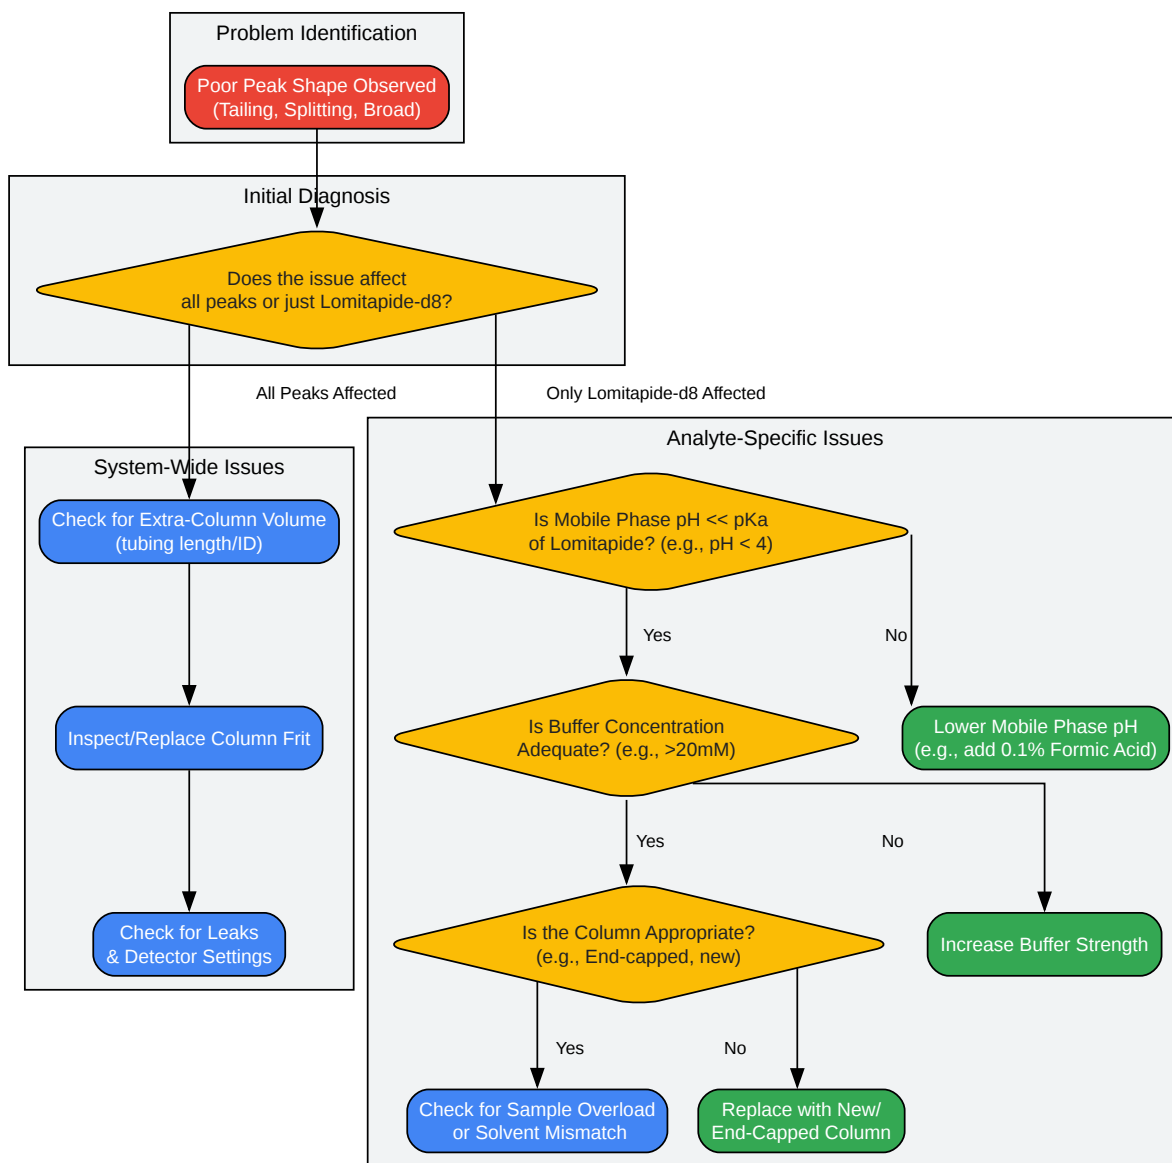 Problem Identification
Poor Peak Shape Observed
(Tailing, Splitting, Broad)
Initial Diagnosis
Does the issue affect
all peaks or just Lomitapide-d8?
All Peaks Affected
Only Lomitapide-d8 Affected
System-Wide Issues
Check for Extra-Column Volume
(tubing length/ID)
Inspect/Replace Column Frit
Check for Leaks
& Detector Settings
Analyte-Specific Issues
Is Mobile Phase pH << pKa
of Lomitapide? (e.g., pH < 4)
Yes
No
Is Buffer Concentration
Adequate? (e.g., >20mM)
Lower Mobile Phase pH
(e.g., add 0.1% Formic Acid)
Yes
No
Is the Column Appropriate?
(e.g., End-capped, new)
Increase Buffer Strength
Yes
No
Check for Sample Overload
or Solvent Mismatch
Replace with New/
End-Capped Column